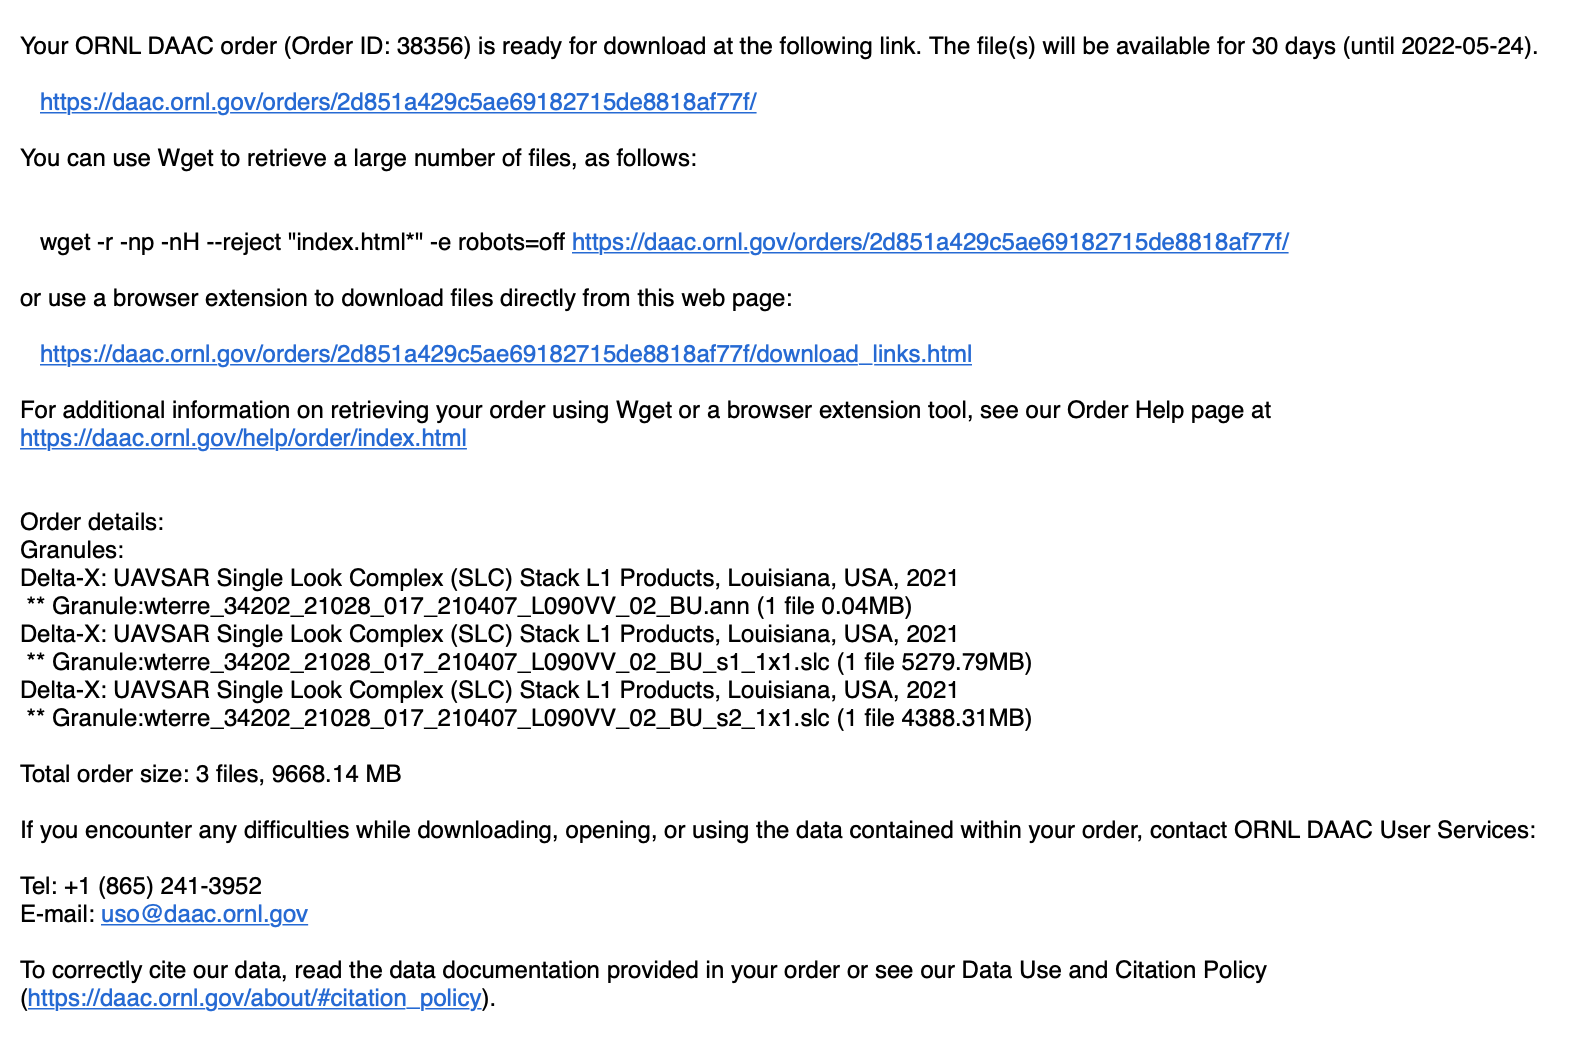 Your ORNL DAAC order (Order ID: 38356) is ready for download at the following link. The file(s) will be available for 30 days (until 2022-05-24).
https://daac.ornl.gov/orders/2d851a429c5ae69182715de8818af77f/
You can use Wget to retrieve a large number of files, as follows:
wget -r -np -nH --reject "index.html*" -e robots=off https://daac.ornl.gov/orders/2d851a429c5ae69182715de8818af77f/
or use a browser extension to download files directly from this web page:
https://daac.ornl.gov/orders/2d851a429c5ae69182715de8818af77f/download_links.html
For additional information on retrieving your order using Wget or a browser extension tool, see our Order Help page at
https://daac.ornl.gov/help/order/index.html
Order details:
Granules:
Delta-X: UAVSAR Single Look Complex (SLC) Stack L1 Products, Louisiana, USA, 2021
** Granule:wterre_34202_21028_017_210407_L090VV_02_BU.ann (1 file 0.04MB)
Delta-X: UAVSAR Single Look Complex (SLC) Stack L1 Products, Louisiana, USA, 2021
** Granule:wterre_34202_21028_017_210407_L090VV_02_BU_s1_1x1.slc (1 file 5279.79MB)
Delta-X: UAVSAR Single Look Complex (SLC) Stack L1 Products, Louisiana, USA, 2021
** Granule:wterre_34202_21028_017_210407_L090VV_02_BU_s2_1x1.slc (1 file 4388.31MB)
Total order size: 3 files, 9668.14 MB
If you encounter any difficulties while downloading, opening, or using the data contained within your order, contact ORNL DAAC User Services:
Tel: +1 (865) 241-3952
E-mail: uso@daac.ornl.gov
To correctly cite our data, read the data documentation provided in your order or see our Data Use and Citation Policy
(https://daac.ornl.gov/about/#citation_policy).